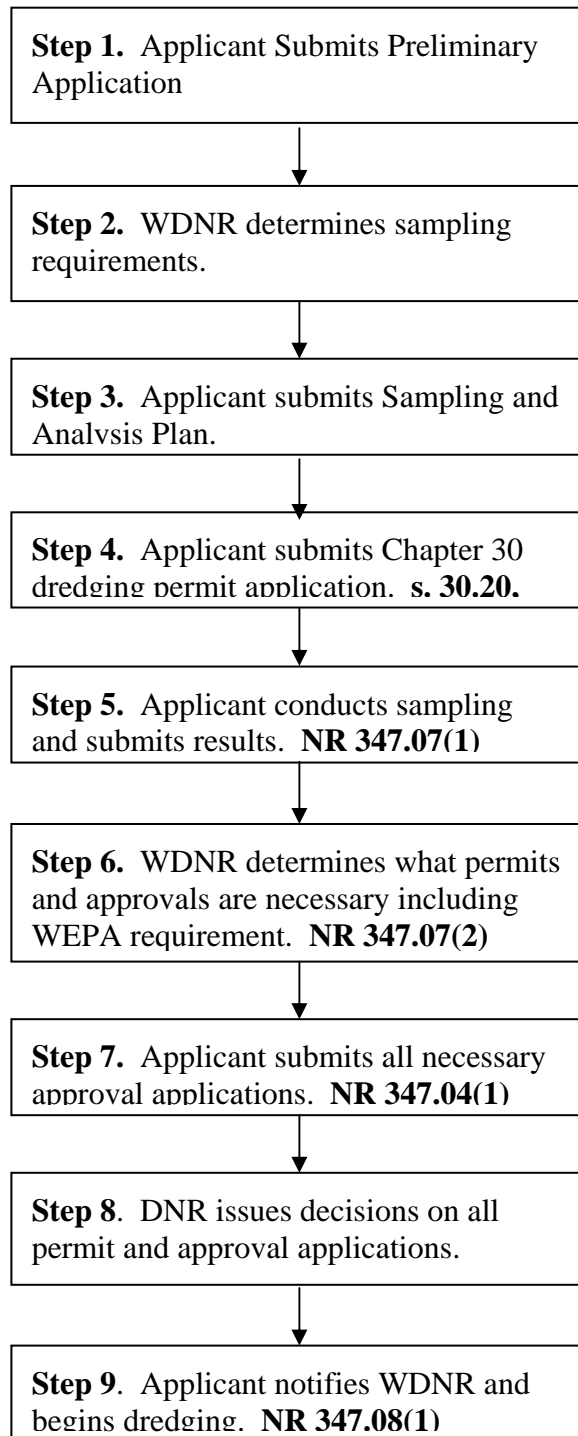 Step 1. Applicant Submits Preliminary
Application
Step 2. WDNR determines sampling
requirements.
Step 3. Applicant submits Sampling and
Analysis Plan.
Step 4. Applicant submits Chapter 30
dredging permit application. s. 30.20.
Step 5. Applicant conducts sampling
and submits results. NR 347.07(1)
Step 6. WDNR determines what permits
and approvals are necessary including
WEPA requirement. NR 347.07(2)
Step 7. Applicant submits all necessary
approval applications. NR 347.04(1)
Step 8. DNR issues decisions on all
permit and approval applications.
Step 9. Applicant notifies WDNR and
begins dredging. NR 347.08(1)